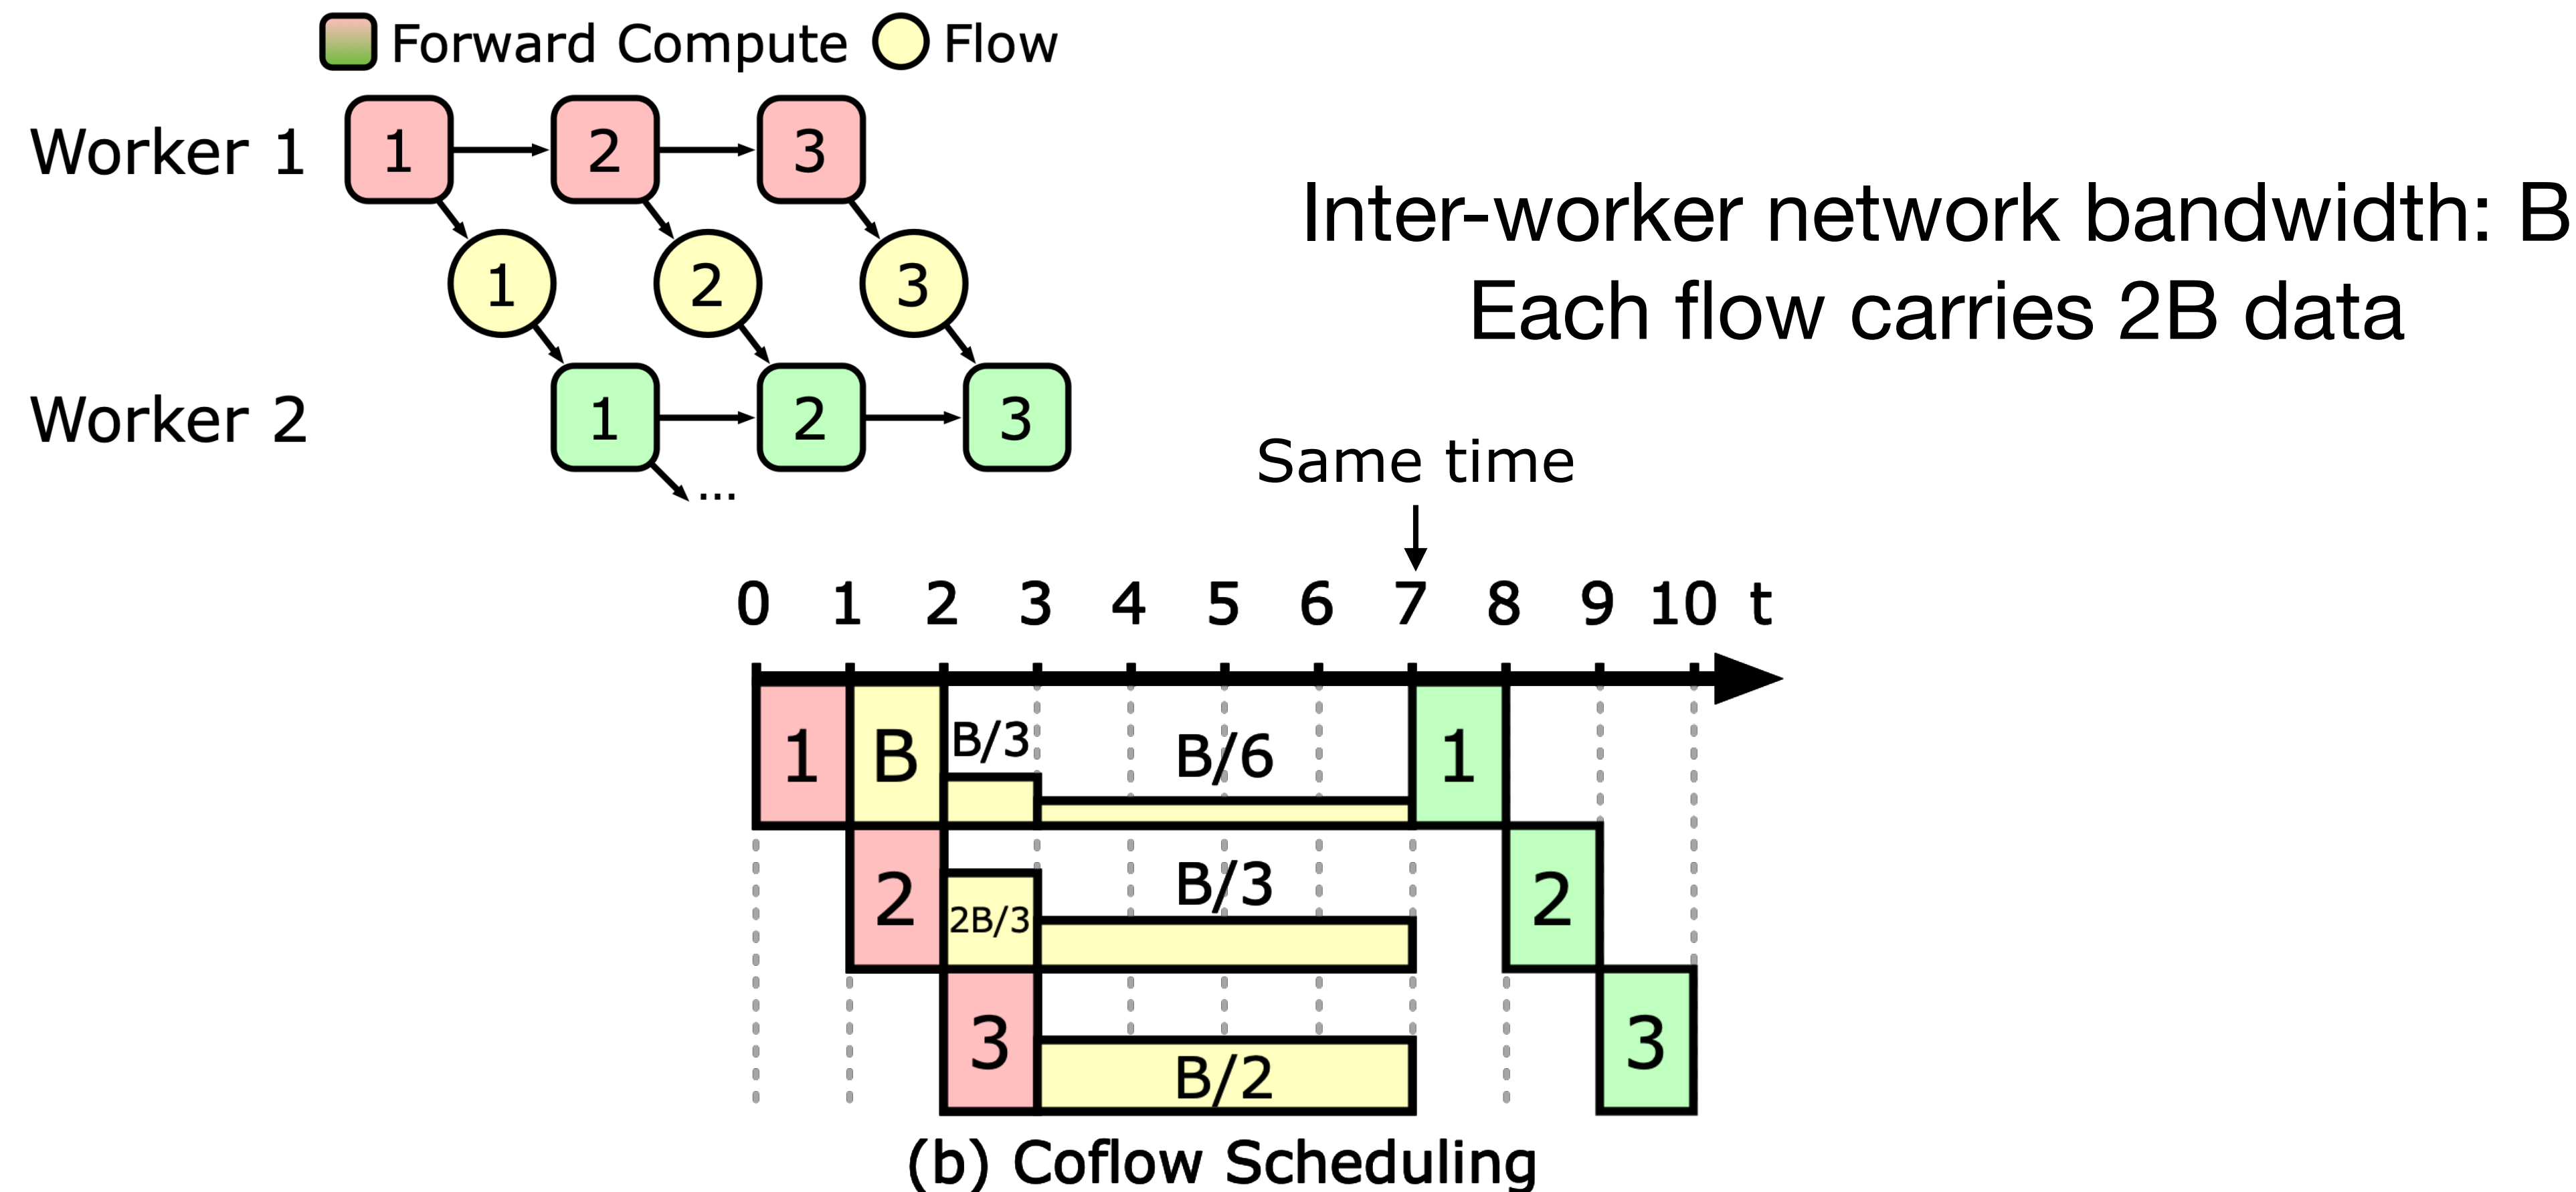 Forward Compute Flow
Worker 1 1 2 3
1 2 3
Worker 2 1 2 3
...
Inter-worker network bandwidth: B
Each flow carries 2B data
Same time
0 1 2 3 4 5 6 7 8 9 10 t
1 B B/3 B/6 1
2 2B/3 B/3 2
3 B/2 3
(b) Coflow Scheduling